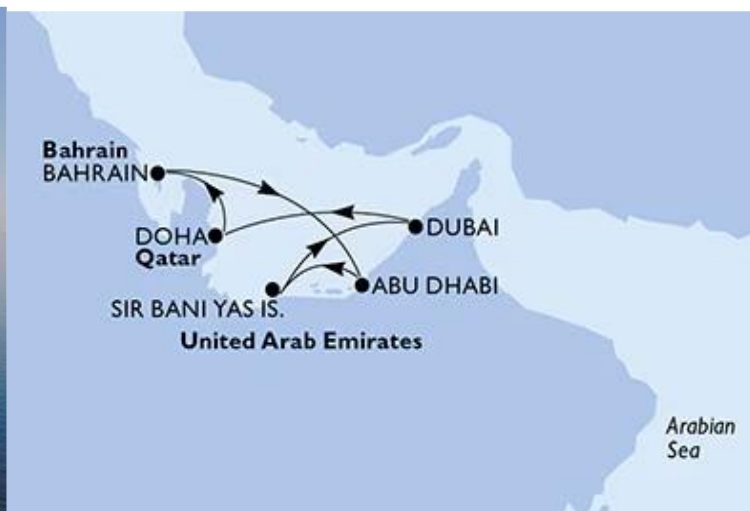 Bahrain
BAHRAIN
DOHA
Qatar
DUBAI
SIR BANI YAS IS.
ABU DHABI
United Arab Emirates
Arabian
Sea